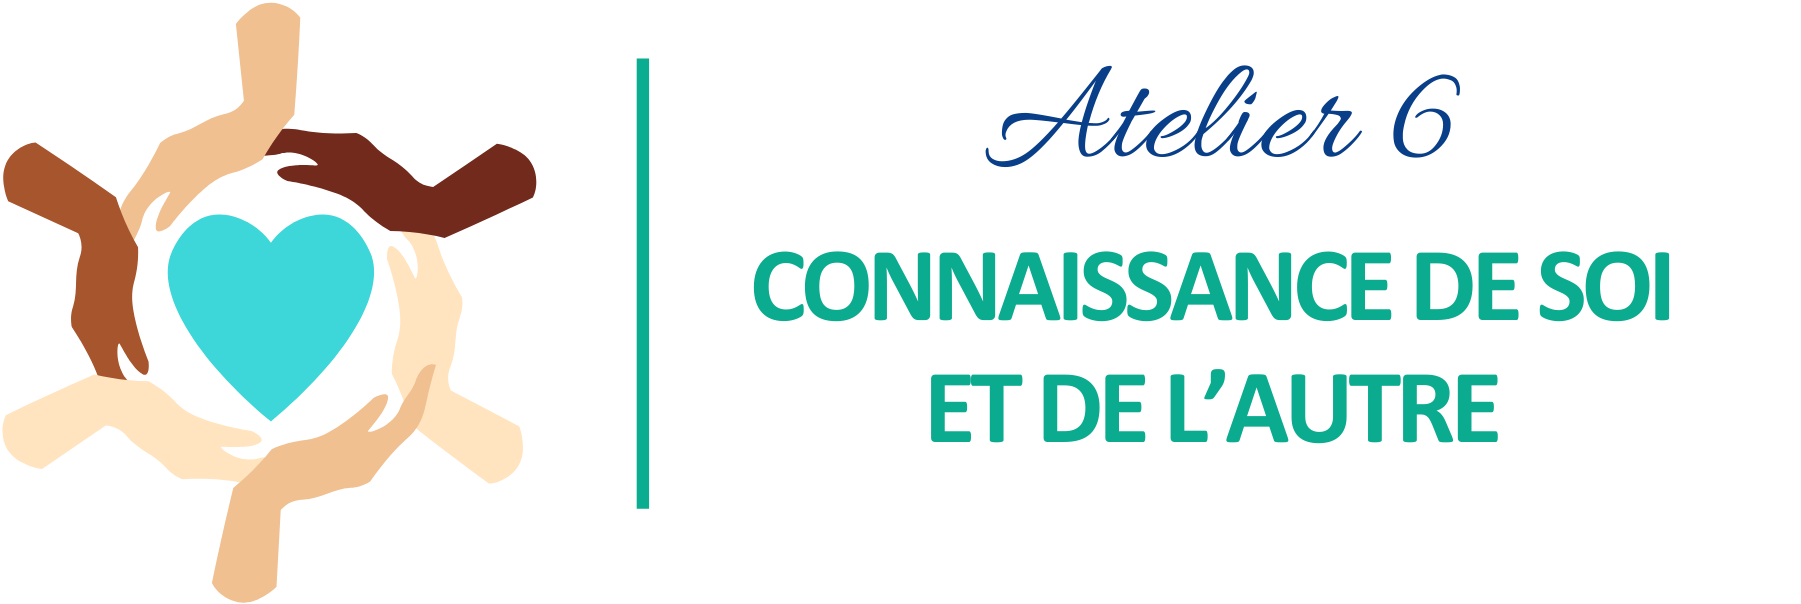 Atelier 6
CONNAISSANCE DE SOI
ET DE L’AUTRE